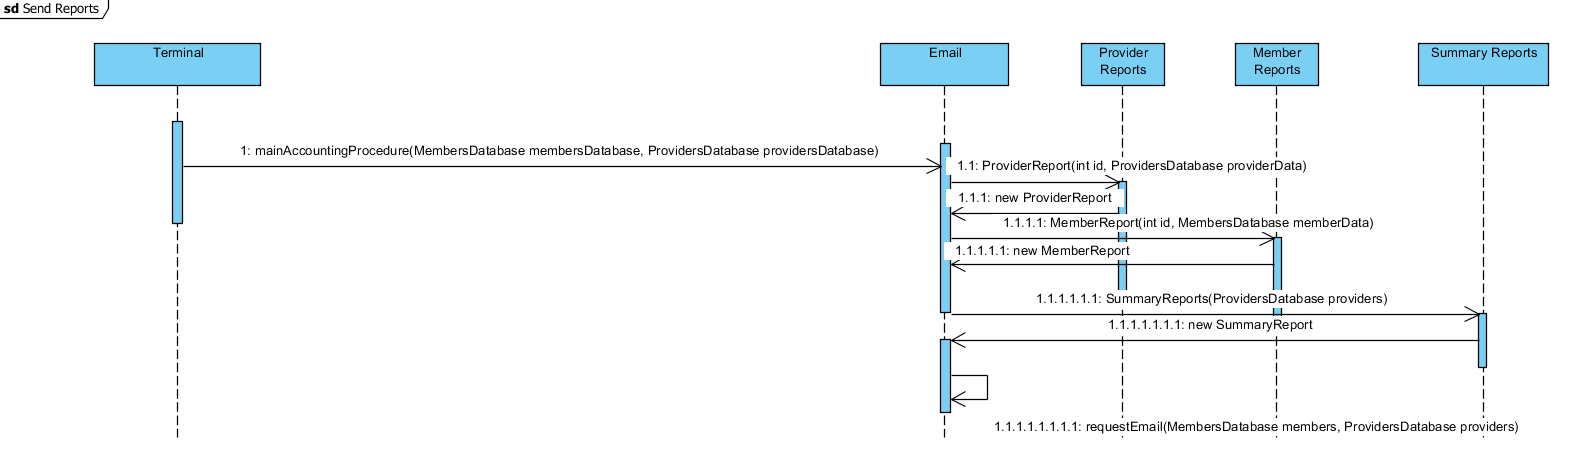 sd Send Reports
Terminal
Email
Provider
Reports
Member
Reports
Summary Reports
1: mainAccountingProcedure(MembersDatabase membersDatabase, ProvidersDatabase providersDatabase)
1.1: ProviderReport(int id, ProvidersDatabase providerData)
1.1.1: new ProviderReport
1.1.1.1: MemberReport(int id, MembersDatabase memberData)
1.1.1.1.1: new MemberReport
1.1.1.1.1.1: SummaryReports(ProvidersDatabase providers)
1.1.1.1.1.1.1: new SummaryReport
1.1.1.1.1.1.1.1: requestEmail(MembersDatabase members, ProvidersDatabase providers)